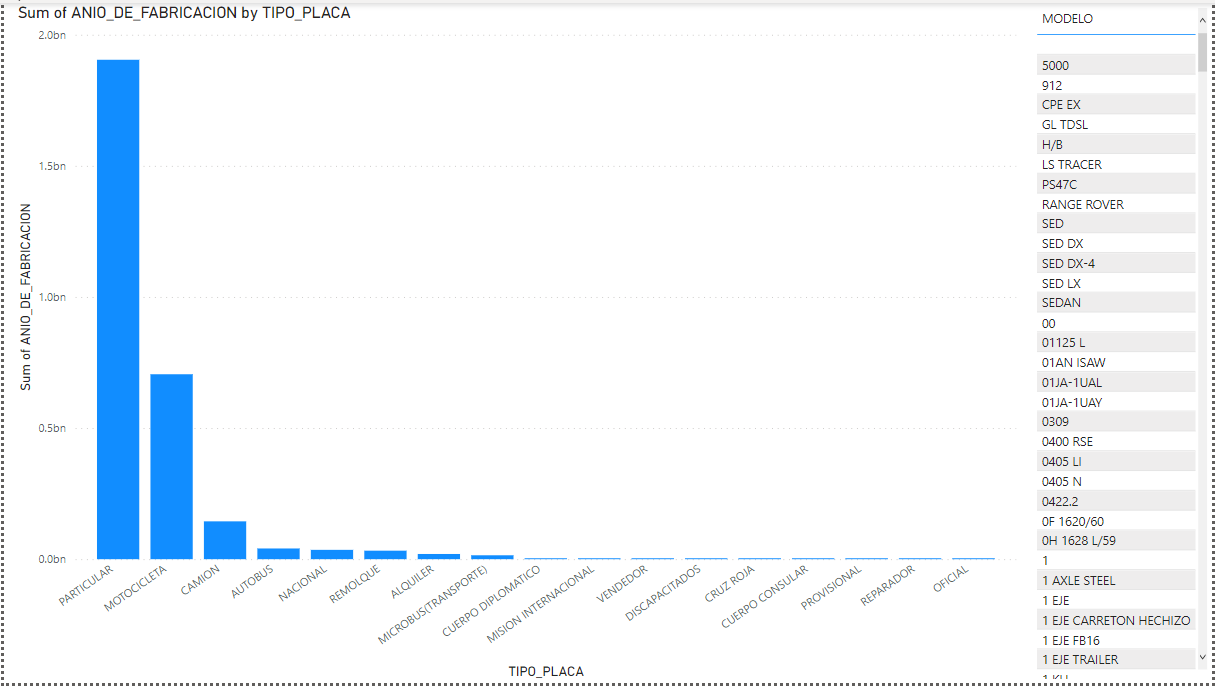 Sum of ANIO_DE_FABRICACION by TIPO_PLACA
2.0bn
1.5bn
1.0bn
0.5bn
0.0bn
Sum of ANIO_DE_FABRICACION
PARTICULAR
MOTOCICLETA
CAMION
AUTOBUS
NACIONAL
REMOLQUE
ALQUILER
MICROBUS(TRANSPORTE)
CUERPO DIPLOMATICO
MISION INTERNACIONAL
VENDEDOR
DISCAPACITADOS
CRUZ ROJA
CUERPO CONSULAR
PROVISIONAL
REPARADOR
OFICIAL
TIPO_PLACA
MODELO
5000
912
CPE EX
GL TDSL
H/B
LS TRACER
PS47C
RANGE ROVER
SED
SED DX
SED DX-4
SED LX
SEDAN
00
01125 L
01AN ISAW
01JA-1UAL
01JA-1UAY
0309
0400 RSE
0405 LI
0405 N
0422.2
0F 1620/60
0H 1628 L/59
1
1 AXLE STEEL
1 EJE
1 EJE CARRETON HECHIZO
1 EJE FB16
1 EJE TRAILER